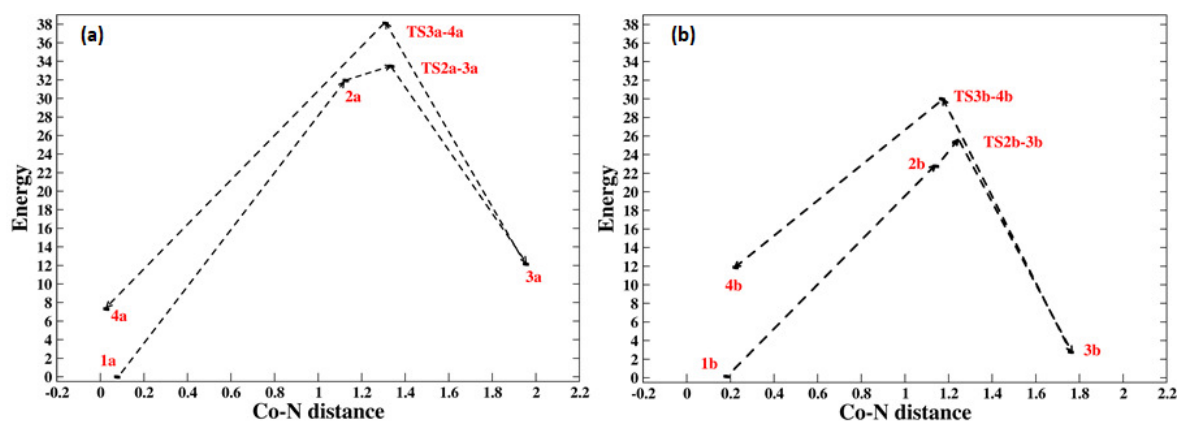 (a)
38
36
34
32
30
28
26
24
22
20
18
16
14
12
10
8
6
4
2
0
Energy
TS3a-4a
TS2a-3a
2a
3a
4a
1a
-0.2 0 0.2 0.4 0.6 0.8 1 1.2 1.4 1.6 1.8 2 2.2
Co-N distance
(b)
38
36
34
32
30
28
26
24
22
20
18
16
14
12
10
8
6
4
2
0
Energy
TS3b-4b
TS2b-3b
2b
4b
3b
1b
-0.2 0 0.2 0.4 0.6 0.8 1 1.2 1.4 1.6 1.8 2 2.2
Co-N distance